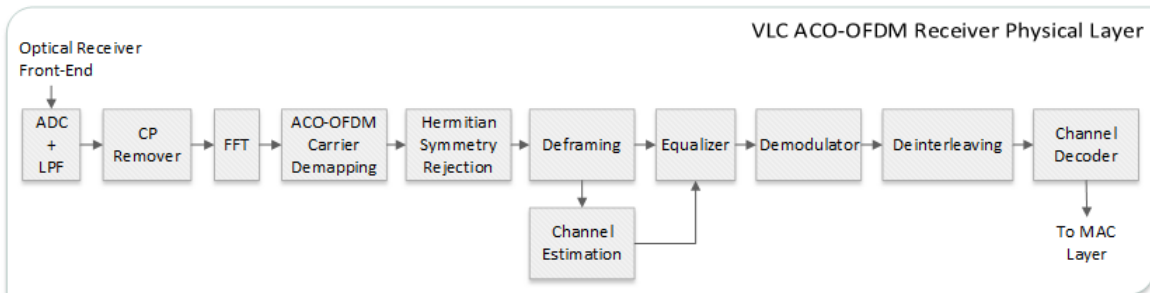 VLC ACO-OFDM Receiver Physical Layer
Optical Receiver
Front-End
ADC
+
LPF
CP
Remover
FFT
ACO-OFDM
Carrier
Demapping
Hermitian
Symmetry
Rejection
Deframing
Equalizer
Demodulator
Deinterleaving
Channel
Decoder
Channel
Estimation
To MAC
Layer